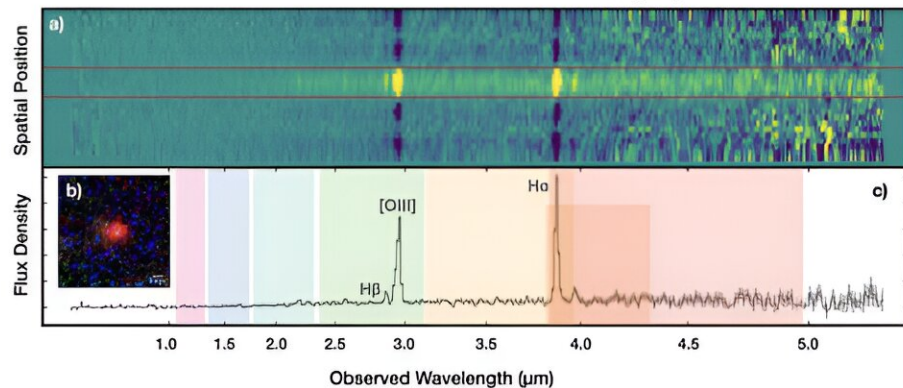 a)
Spatial Position
b)
c)
Hα
[OIII]
Hβ
Flux Density
1.0 1.5 2.0 2.5 3.0 3.5 4.0 4.5 5.0
Observed Wavelength (μm)